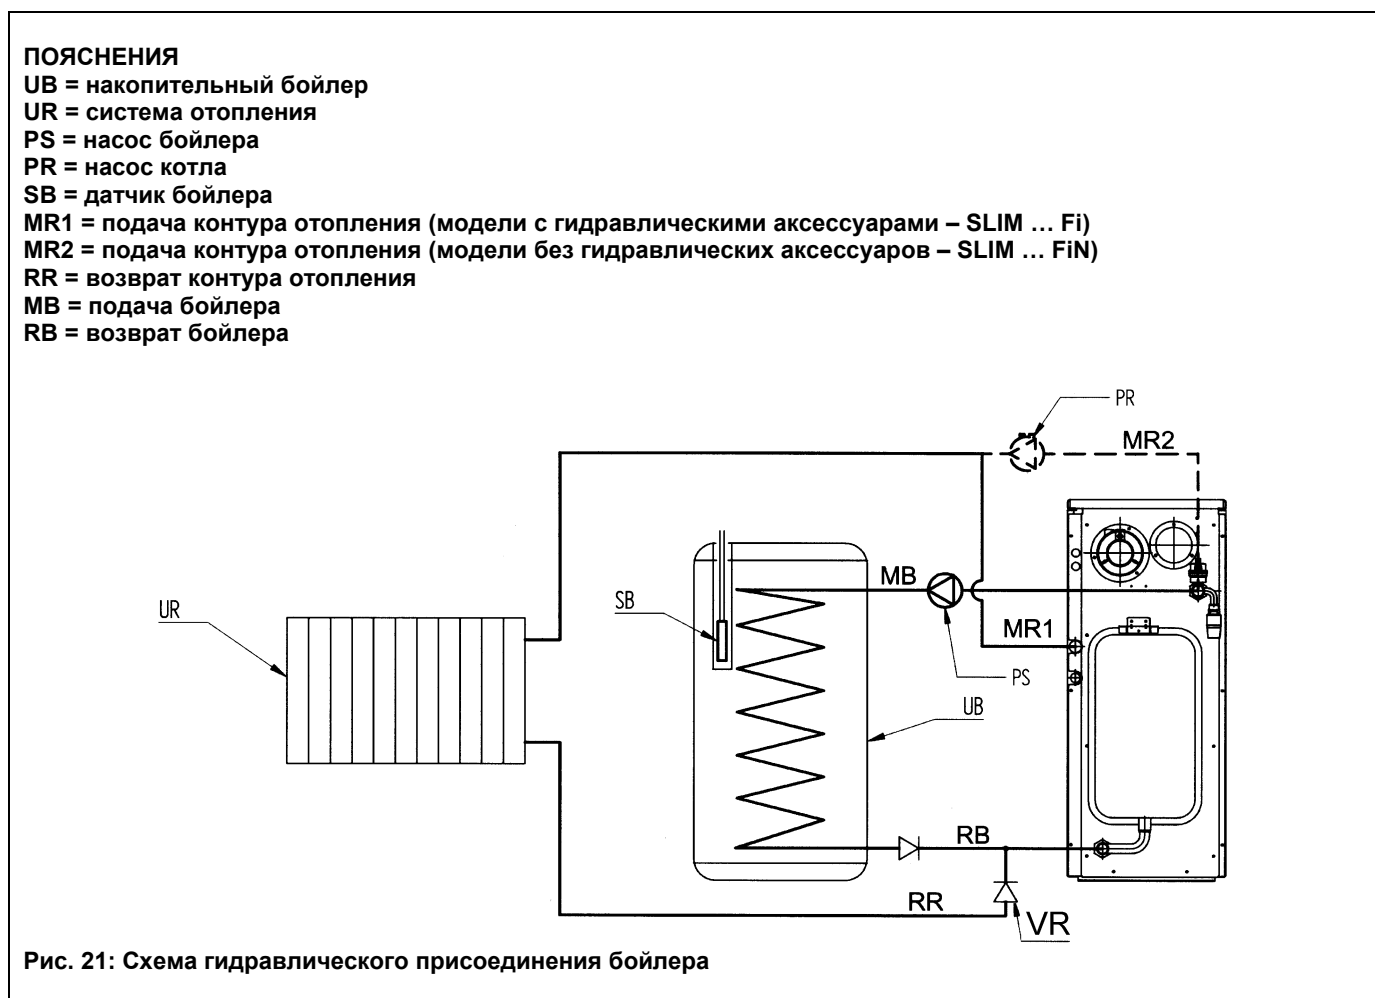 ПОЯСНЕНИЯ
UB = накопительный бойлер
UR = система отопления
PS = насос бойлера
PR = насос котла
SB = датчик бойлера
MR1 = подача контура отопления (модели с гидравлическими аксессуарами – SLIM … Fi)
MR2 = подача контура отопления (модели без гидравлических аксессуаров – SLIM … FiN)
RR = возврат контура отопления
MB = подача бойлера
RB = возврат бойлера
PR
MR2
MB
SB
UR
MR1
PS
UB
RB
RR
VR
Рис. 21: Схема гидравлического присоединения бойлера